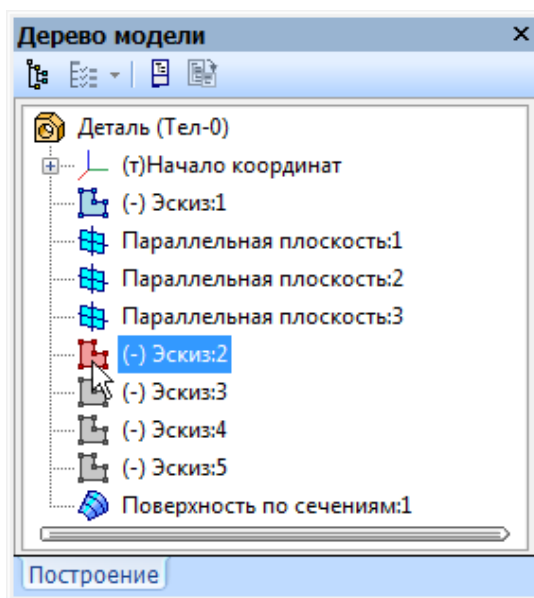 Дерево модели
Деталь (Тел-0)
(т)Начало координат
(-) Эскиз:1
Параллельная плоскость:1
Параллельная плоскость:2
Параллельная плоскость:3
(-) Эскиз:2
(-) Эскиз:3
(-) Эскиз:4
(-) Эскиз:5
Поверхность по сечениям:1
Построение